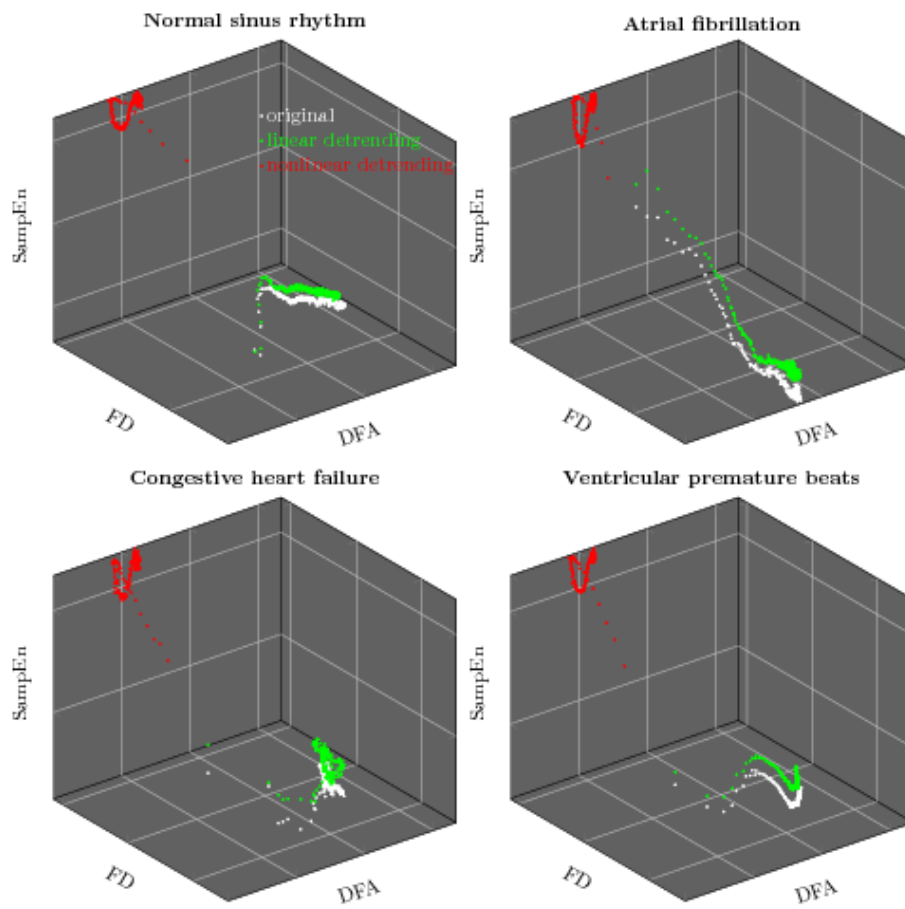 Normal sinus rhythm
Atrial fibrillation
original
linear detrending
nonlinear detrending
SampEn
FD
DFA
SampEn
FD
DFA
Congestive heart failure
Ventricular premature beats
SampEn
FD
DFA
SampEn
FD
DFA